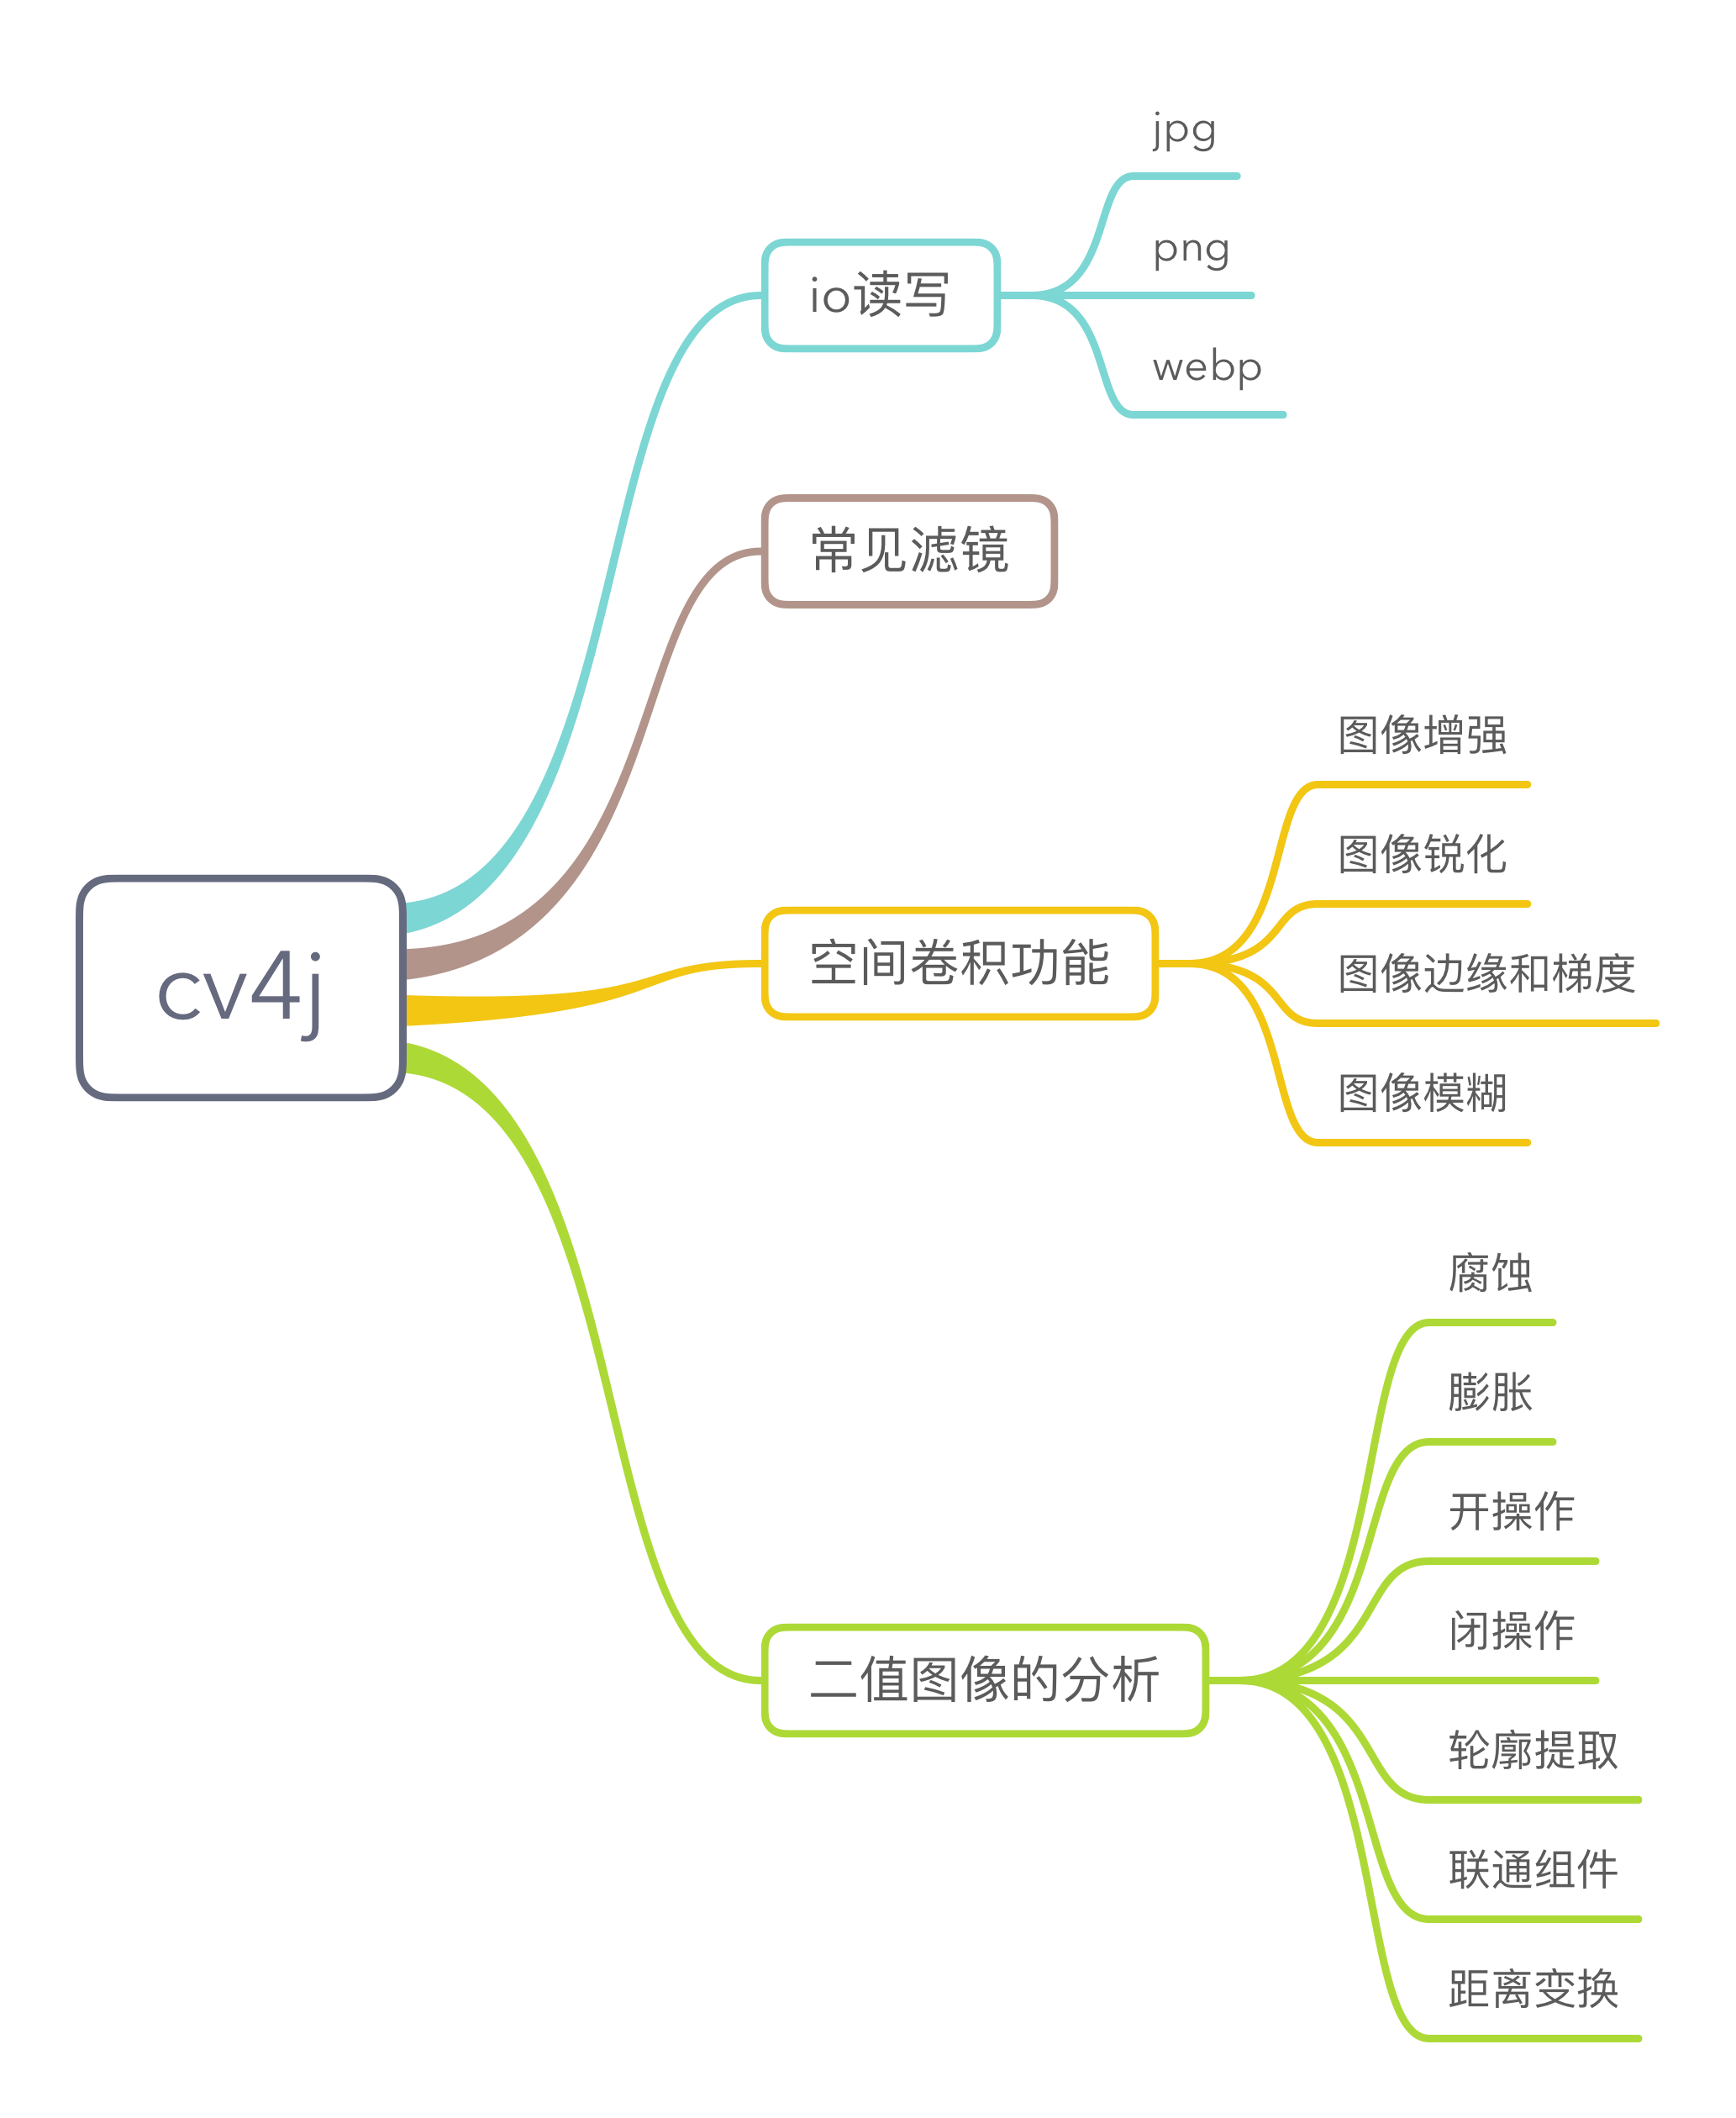 cv4j
io读写
jpg
png
webp
常见滤镜
空间卷积功能
图像增强
图像锐化
图像边缘和梯度
图像模糊
二值图像的分析
腐蚀
膨胀
开操作
闭操作
轮廓提取
联通组件
距离变换